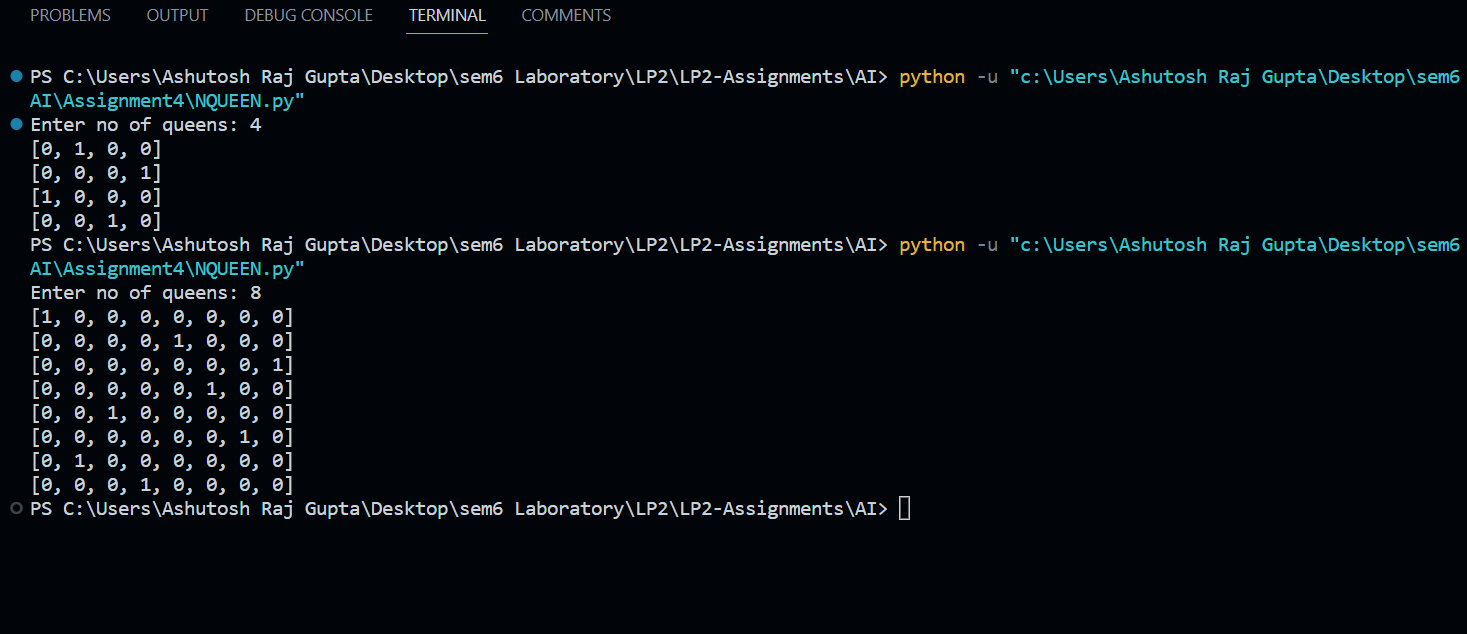 PROBLEMS OUTPUT DEBUG CONSOLE TERMINAL COMMENTS
PS C:\Users\Ashutosh Raj Gupta\Desktop\sem6 Laboratory\LP2\LP2-Assignments\AI> python -u "c:\Users\Ashutosh Raj Gupta\Desktop\sem6
AI\Assignment4\NQUEEN.py"
Enter no of queens: 4
[0, 1, 0, 0]
[0, 0, 0, 1]
[1, 0, 0, 0]
[0, 0, 1, 0]
PS C:\Users\Ashutosh Raj Gupta\Desktop\sem6 Laboratory\LP2\LP2-Assignments\AI> python -u "c:\Users\Ashutosh Raj Gupta\Desktop\sem6
AI\Assignment4\NQUEEN.py"
Enter no of queens: 8
[1, 0, 0, 0, 0, 0, 0, 0]
[0, 0, 0, 0, 1, 0, 0, 0]
[0, 0, 0, 0, 0, 0, 0, 1]
[0, 0, 0, 0, 0, 1, 0, 0]
[0, 0, 1, 0, 0, 0, 0, 0]
[0, 0, 0, 0, 0, 0, 1, 0]
[0, 1, 0, 0, 0, 0, 0, 0]
[0, 0, 0, 1, 0, 0, 0, 0]
PS C:\Users\Ashutosh Raj Gupta\Desktop\sem6 Laboratory\LP2\LP2-Assignments\AI>